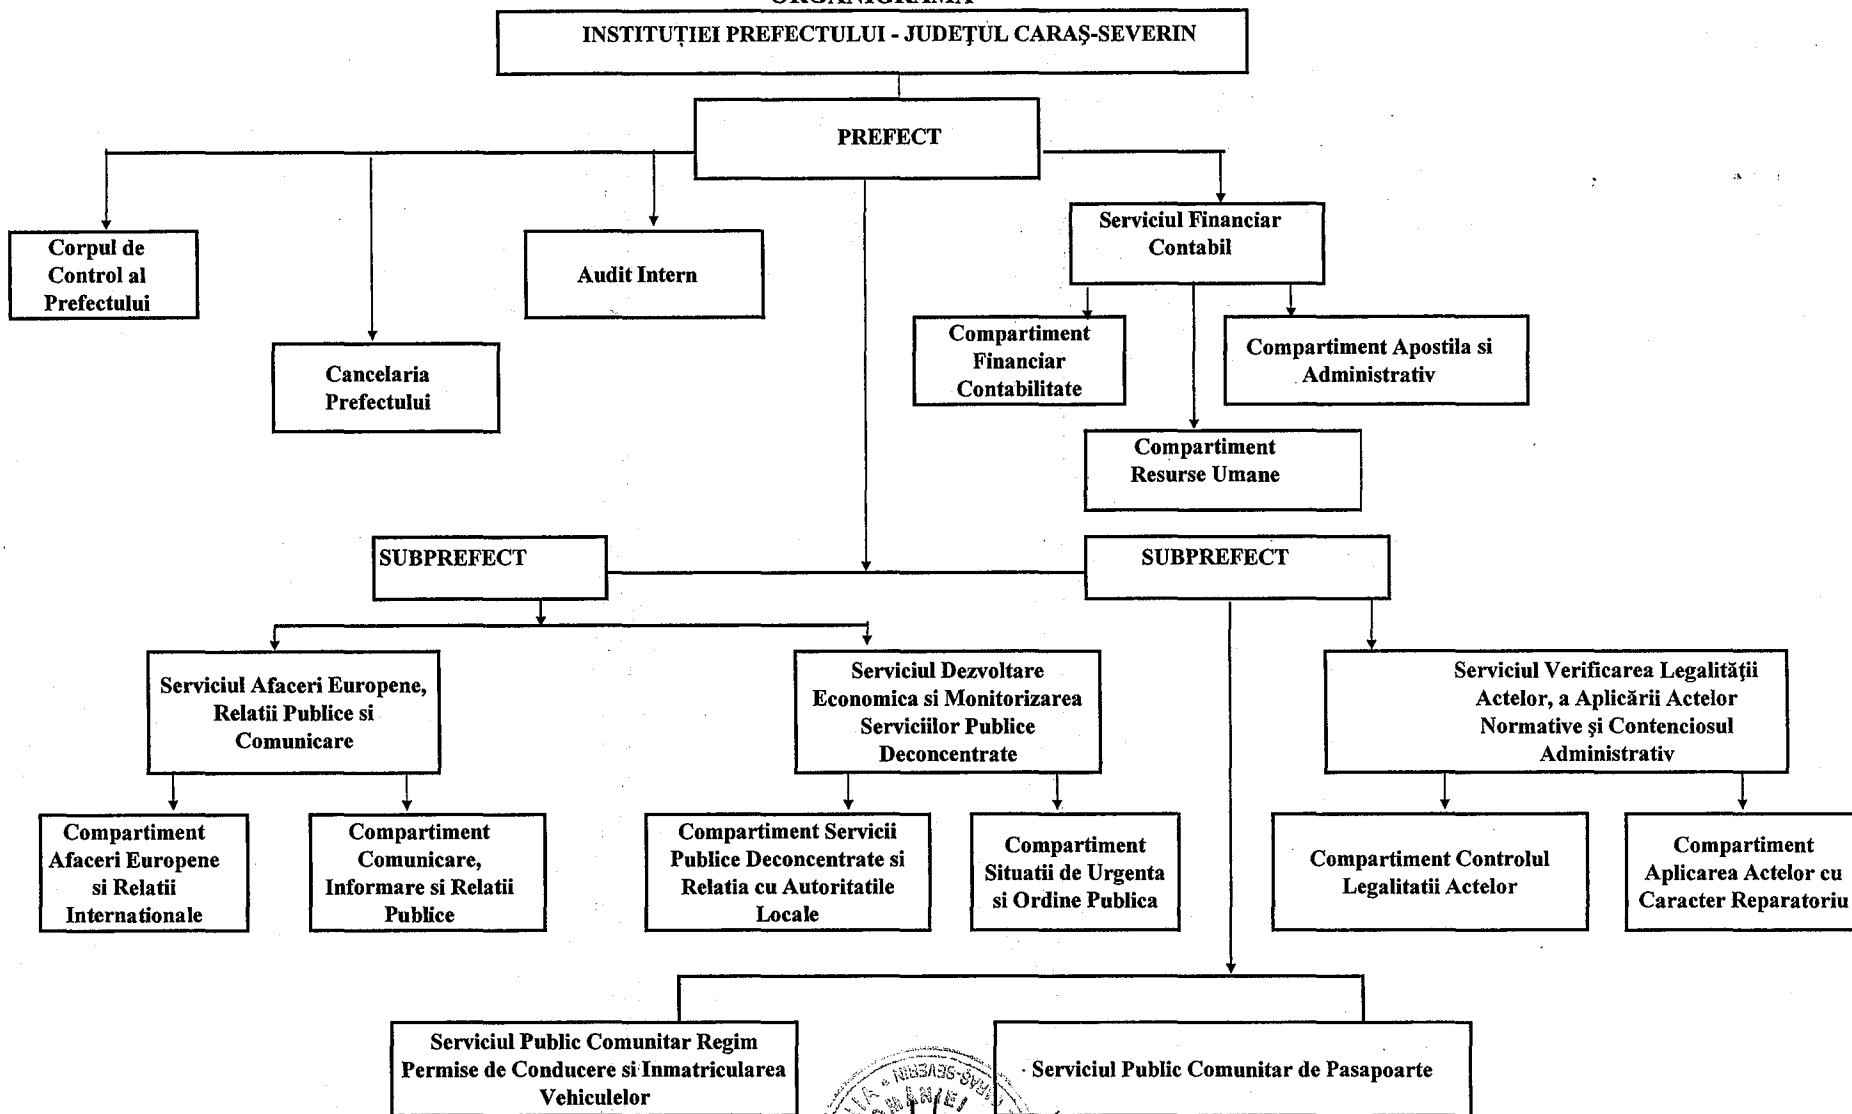 ORGANIGRAMA
INSTITUȚIEI PREFECTULUI - JUDEŢUL CARAŞ-SEVERIN
PREFECT
Corpul de
Control al
Prefectului
Cancelaria
Prefectului
Audit Intern
Serviciul Financiar
Contabil
Compartiment
Financiar
Contabilitate
Compartiment Apostila si
Administrativ
Compartiment
Resurse Umane
SUBPREFECT
SUBPREFECT
Serviciul Afaceri Europene,
Relatii Publice si
Comunicare
Serviciul Dezvoltare
Economica si Monitorizarea
Serviciilor Publice
Deconcentrate
Serviciul Verificarea Legalităţii
Actelor, a Aplicării Actelor
Normative şi Contenciosul
Administrativ
Compartiment
Afaceri Europene
si Relatii
Internationale
Compartiment
Comunicare,
Informare si Relatii
Publice
Compartiment Servicii
Publice Deconcentrate si
Relatia cu Autoritatile
Locale
Compartiment
Situatii de Urgenta
si Ordine Publica
Compartiment Controlul
Legalitatii Actelor
Compartiment
Aplicarea Actelor cu
Caracter Reparatoriu
Serviciul Public Comunitar Regim
Permise de Conducere si Inmatricularea
Vehiculelor
Serviciul Public Comunitar de Pasapoarte